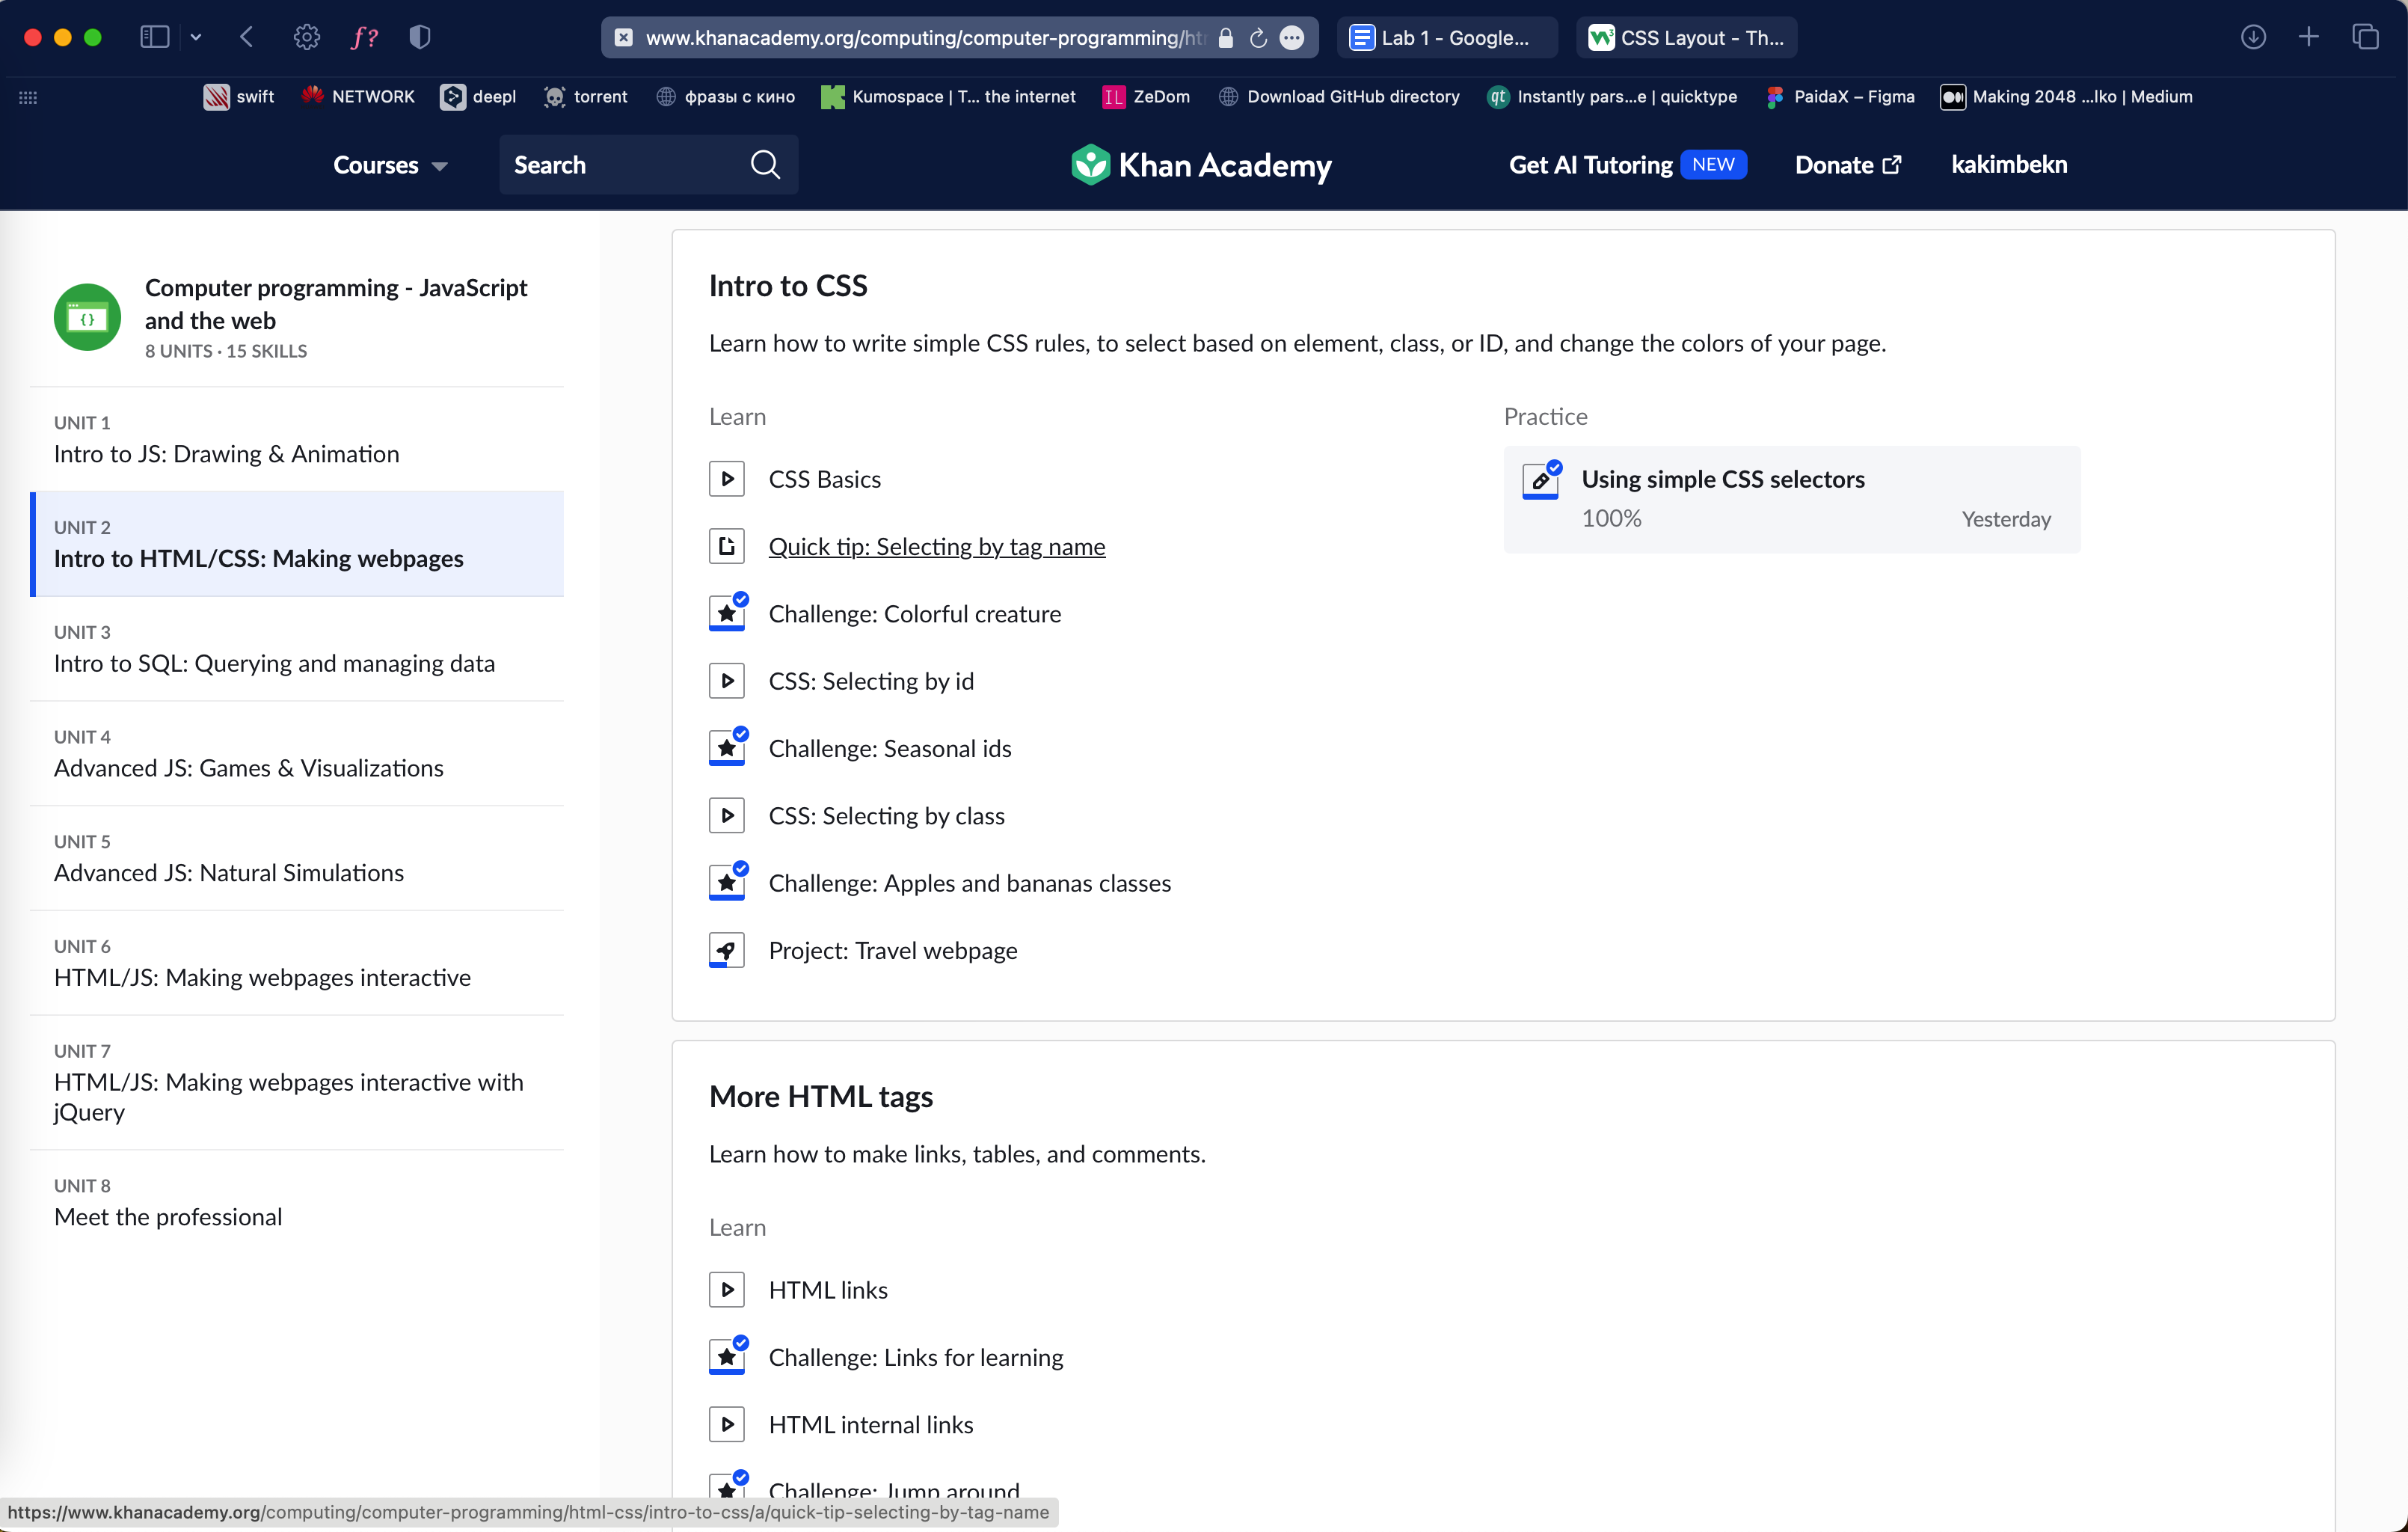 www.khanacademy.org/computing/computer-programming/ht
Lab 1 - Google...
CSS Layout - Th...
swift
NETWORK
deepl
torrent
фразы с кино
Kumospace | T... the internet
ZeDom
Download GitHub directory
Instantly pars...e | quicktype
PaidaX – Figma
Making 2048 ...lko | Medium
Courses
Search
Khan Academy
Get AI Tutoring NEW
Donate
kakimbekn
Computer programming - JavaScript
and the web
8 UNITS · 15 SKILLS
UNIT 1
Intro to JS: Drawing & Animation
UNIT 2
Intro to HTML/CSS: Making webpages
UNIT 3
Intro to SQL: Querying and managing data
UNIT 4
Advanced JS: Games & Visualizations
UNIT 5
Advanced JS: Natural Simulations
UNIT 6
HTML/JS: Making webpages interactive
UNIT 7
HTML/JS: Making webpages interactive with
jQuery
UNIT 8
Meet the professional
Intro to CSS
Learn how to write simple CSS rules, to select based on element, class, or ID, and change the colors of your page.
Learn
CSS Basics
Quick tip: Selecting by tag name
Challenge: Colorful creature
CSS: Selecting by id
Challenge: Seasonal ids
CSS: Selecting by class
Challenge: Apples and bananas classes
Project: Travel webpage
Practice
Using simple CSS selectors
100%
Yesterday
More HTML tags
Learn how to make links, tables, and comments.
Learn
HTML links
Challenge: Links for learning
HTML internal links
Challenge: Jump around
https://www.khanacademy.org/computing/computer-programming/html-css/intro-to-css/a/quick-tip-selecting-by-tag-name